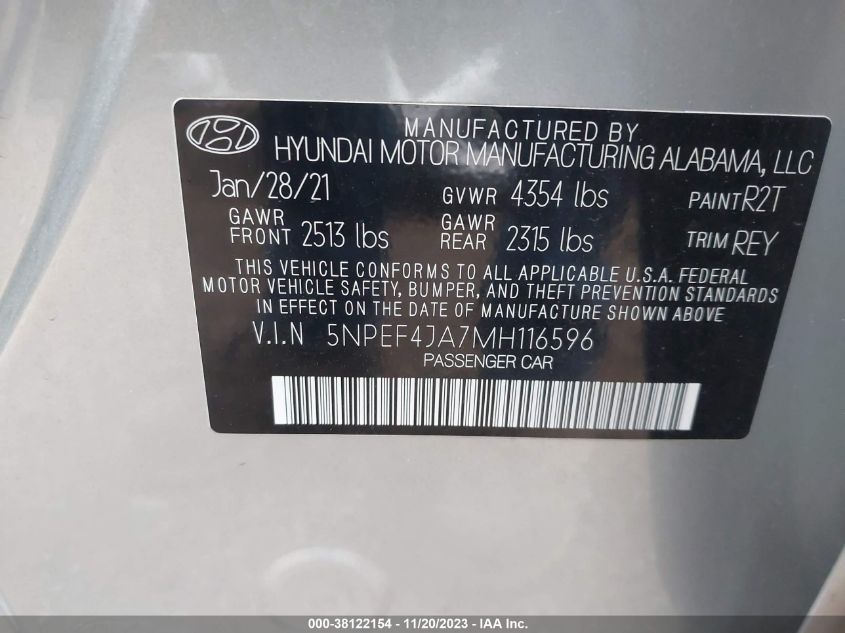 MANUFACTURED BY
HYUNDAI MOTOR MANUFACTURING ALABAMA, LLC
Jan/28/21 GVWR 4354 lbs PAINT R2T
GAWR FRONT 2513 lbs GAWR REAR 2315 lbs TRIM REY
THIS VEHICLE CONFORMS TO ALL APPLICABLE U.S.A. FEDERAL
MOTOR VEHICLE SAFETY, BUMPER, AND THEFT PREVENTION STANDARDS
IN EFFECT ON THE DATE OF MANUFACTURE SHOWN ABOVE
V.I.N 5NPEF4JA7MH116596
PASSENGER CAR
000-38122154 - 11/20/2023 - IAA Inc.